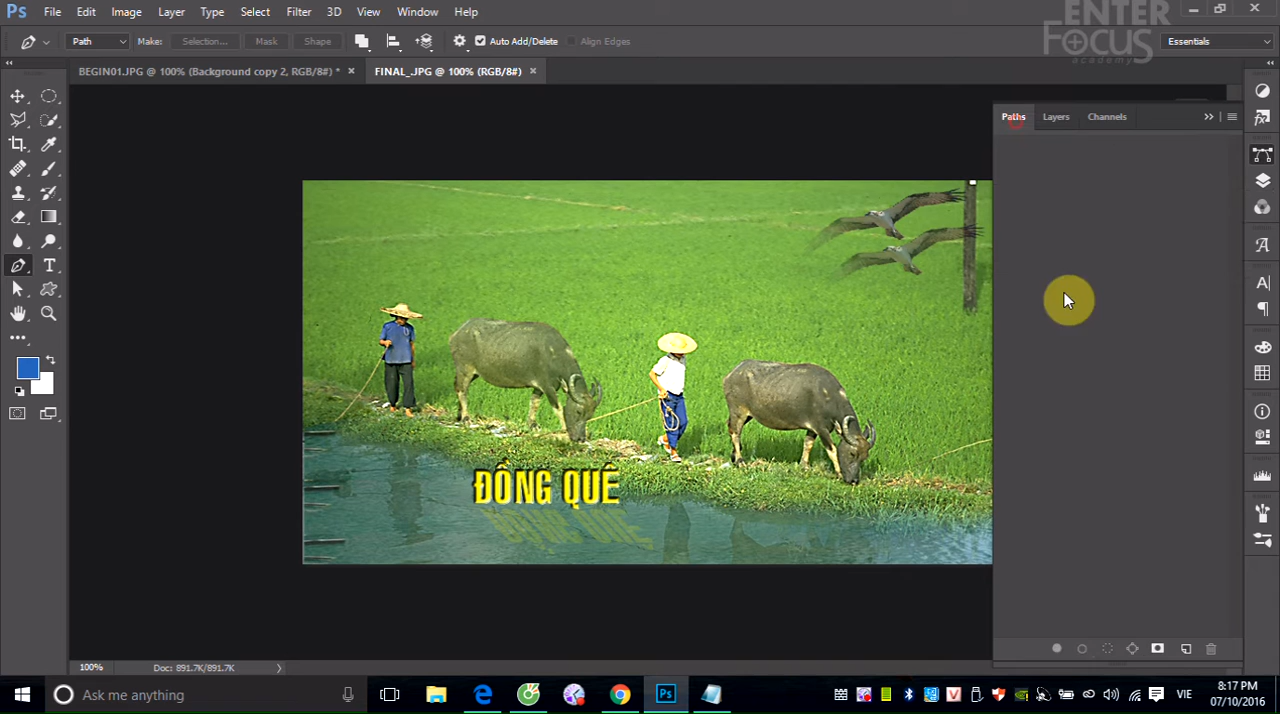 Ps File Edit Image Layer Type Select Filter 3D View Window Help
ENTER
FOCUS
academy
Path Make: Selection... Mask Shape Auto Add/Delete Align Edges Essentials
BEGIN01.JPG @ 100% (Background copy 2, RGB/8#) * × FINAL_.JPG @ 100% (RGB/8#) ×
Paths Layers Channels
ĐỒNG QUÊ
100% Doc: 891.7K/891.7K
Ask me anything
VIE
8:17 PM
07/10/2016